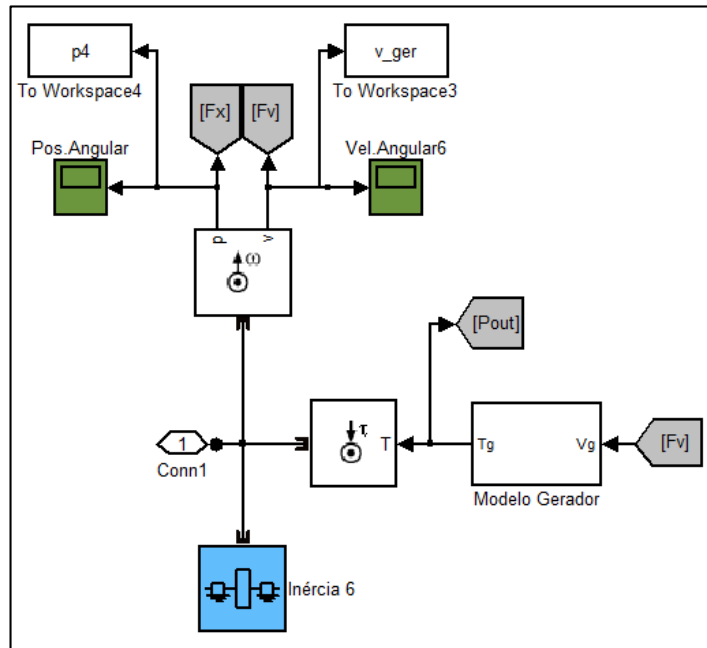 p4
v_ger
To Workspace4
To Workspace3
[Fx]
[Fv]
Pos.Angular
Vel.Angular6
p
v
ω
[Pout]
1
Conn1
τ
T
Tg
Vg
[Fv]
Modelo Gerador
Inércia 6